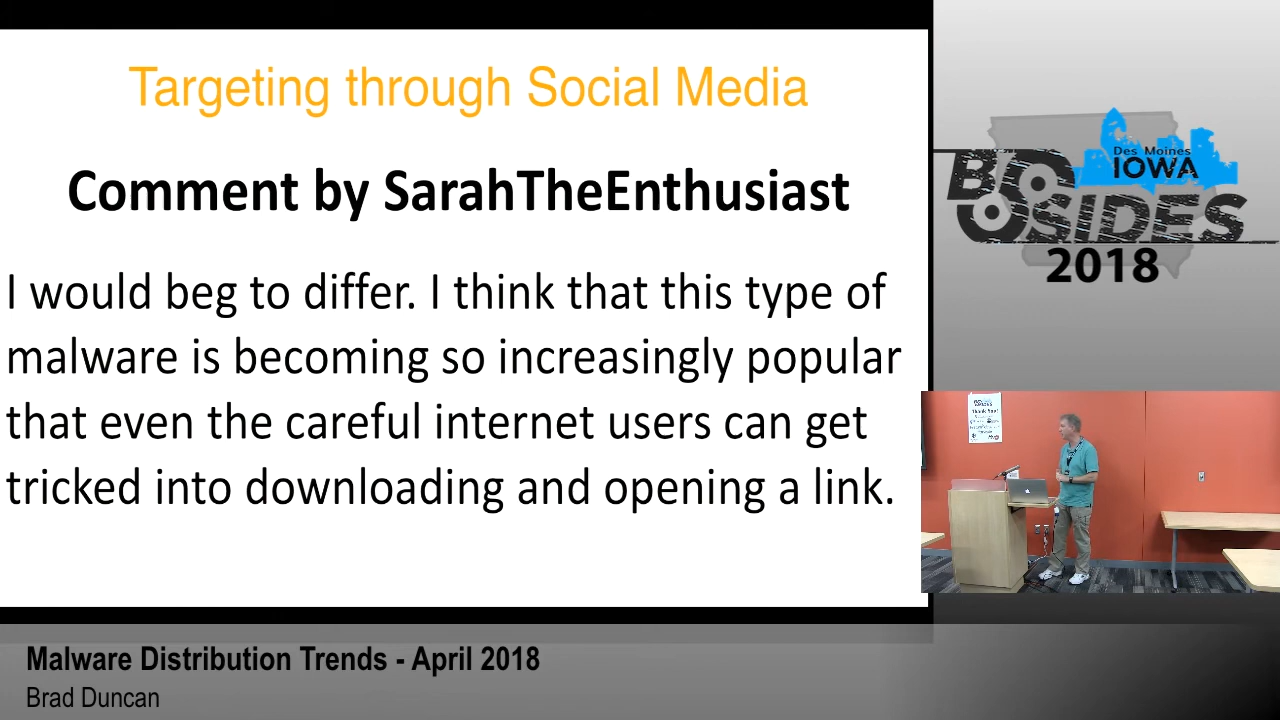 Targeting through Social Media
Comment by SarahTheEnthusiast
I would beg to differ. I think that this type of
malware is becoming so increasingly popular
that even the careful internet users can get
tricked into downloading and opening a link.
Des Moines
IOWA
BSIDES
2018
Thank You!
Malware Distribution Trends - April 2018
Brad Duncan